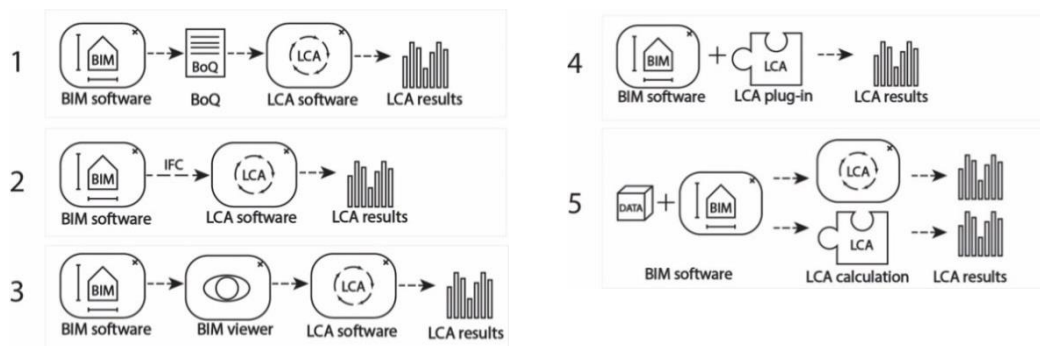 1
BIM
BoQ
LCA
BIM software BoQ LCA software LCA results
2
BIM
IFC
LCA
BIM software LCA software LCA results
3
BIM
LCA
BIM software BIM viewer LCA software LCA results
4
BIM
+
LCA
BIM software LCA plug-in LCA results
5
DATA
+
BIM
LCA
LCA
BIM software LCA calculation LCA results